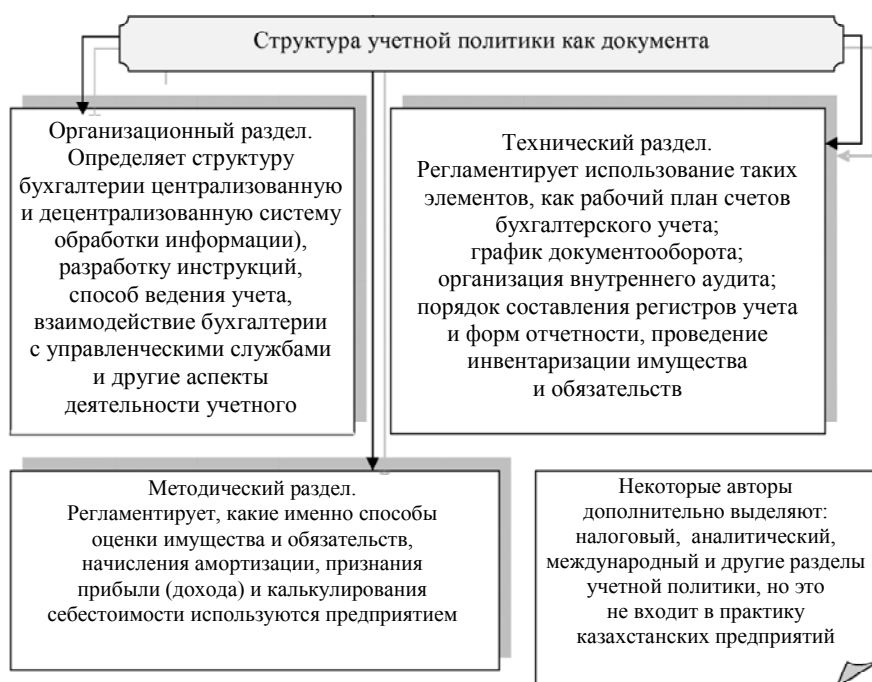 Структура учетной политики как документа
Организационный раздел.
Определяет структуру
бухгалтерии централизованную
и децентрализованную систему
обработки информации),
разработку инструкций,
способ ведения учета,
взаимодействие бухгалтерии
с управленческими службами
и другие аспекты
деятельности учетного
Технический раздел.
Регламентирует использование таких
элементов, как рабочий план счетов
бухгалтерского учета;
график документооборота;
организация внутреннего аудита;
порядок составления регистров учета
и форм отчетности, проведение
инвентаризации имущества
и обязательств
Методический раздел.
Регламентирует, какие именно способы
оценки имущества и обязательств,
начисления амортизации, признания
прибыли (дохода) и калькулирования
себестоимости используются предприятием
Некоторые авторы
дополнительно выделяют:
налоговый, аналитический,
международный и другие разделы
учетной политики, но это
не входит в практику
казахстанских предприятий